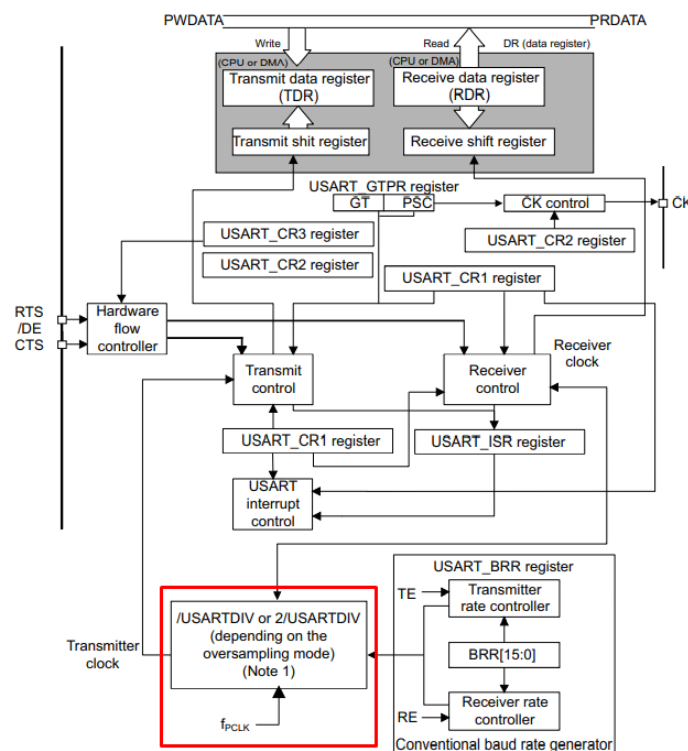 PWDATA
PRDATA
Write
Read
DR (data register)
(CPU or DMA)
(CPU or DMA)
Transmit data register
(TDR)
Receive data register
(RDR)
Transmit shit register
Receive shift register
USART_GTPR register
GT
PSC
CK control
CK
USART_CR3 register
USART_CR2 register
USART_CR2 register
USART_CR1 register
RTS
/DE
CTS
Hardware
flow
controller
Receiver
clock
Transmit
control
Receiver
control
USART_CR1 register
USART_ISR register
USART
interrupt
control
USART_BRR register
/USARTDIV or 2/USARTDIV
(depending on the
oversampling mode)
(Note 1)
TE
Transmitter
rate controller
Transmitter
clock
BRR[15:0]
fPCLK
RE
Receiver rate
controller
Conventional baud rate generator